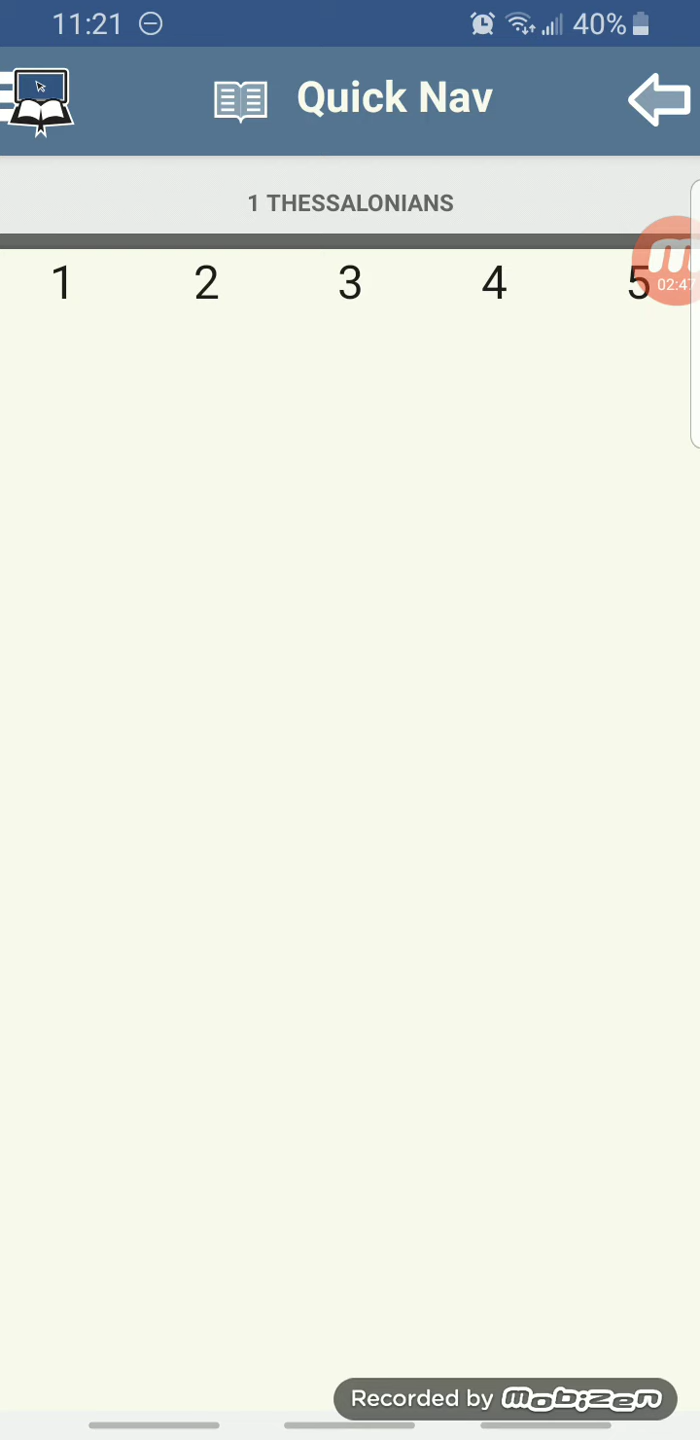 11:21 40%
Quick Nav
1 THESSALONIANS
1 2 3 4 5
02:47
Recorded by mobizen